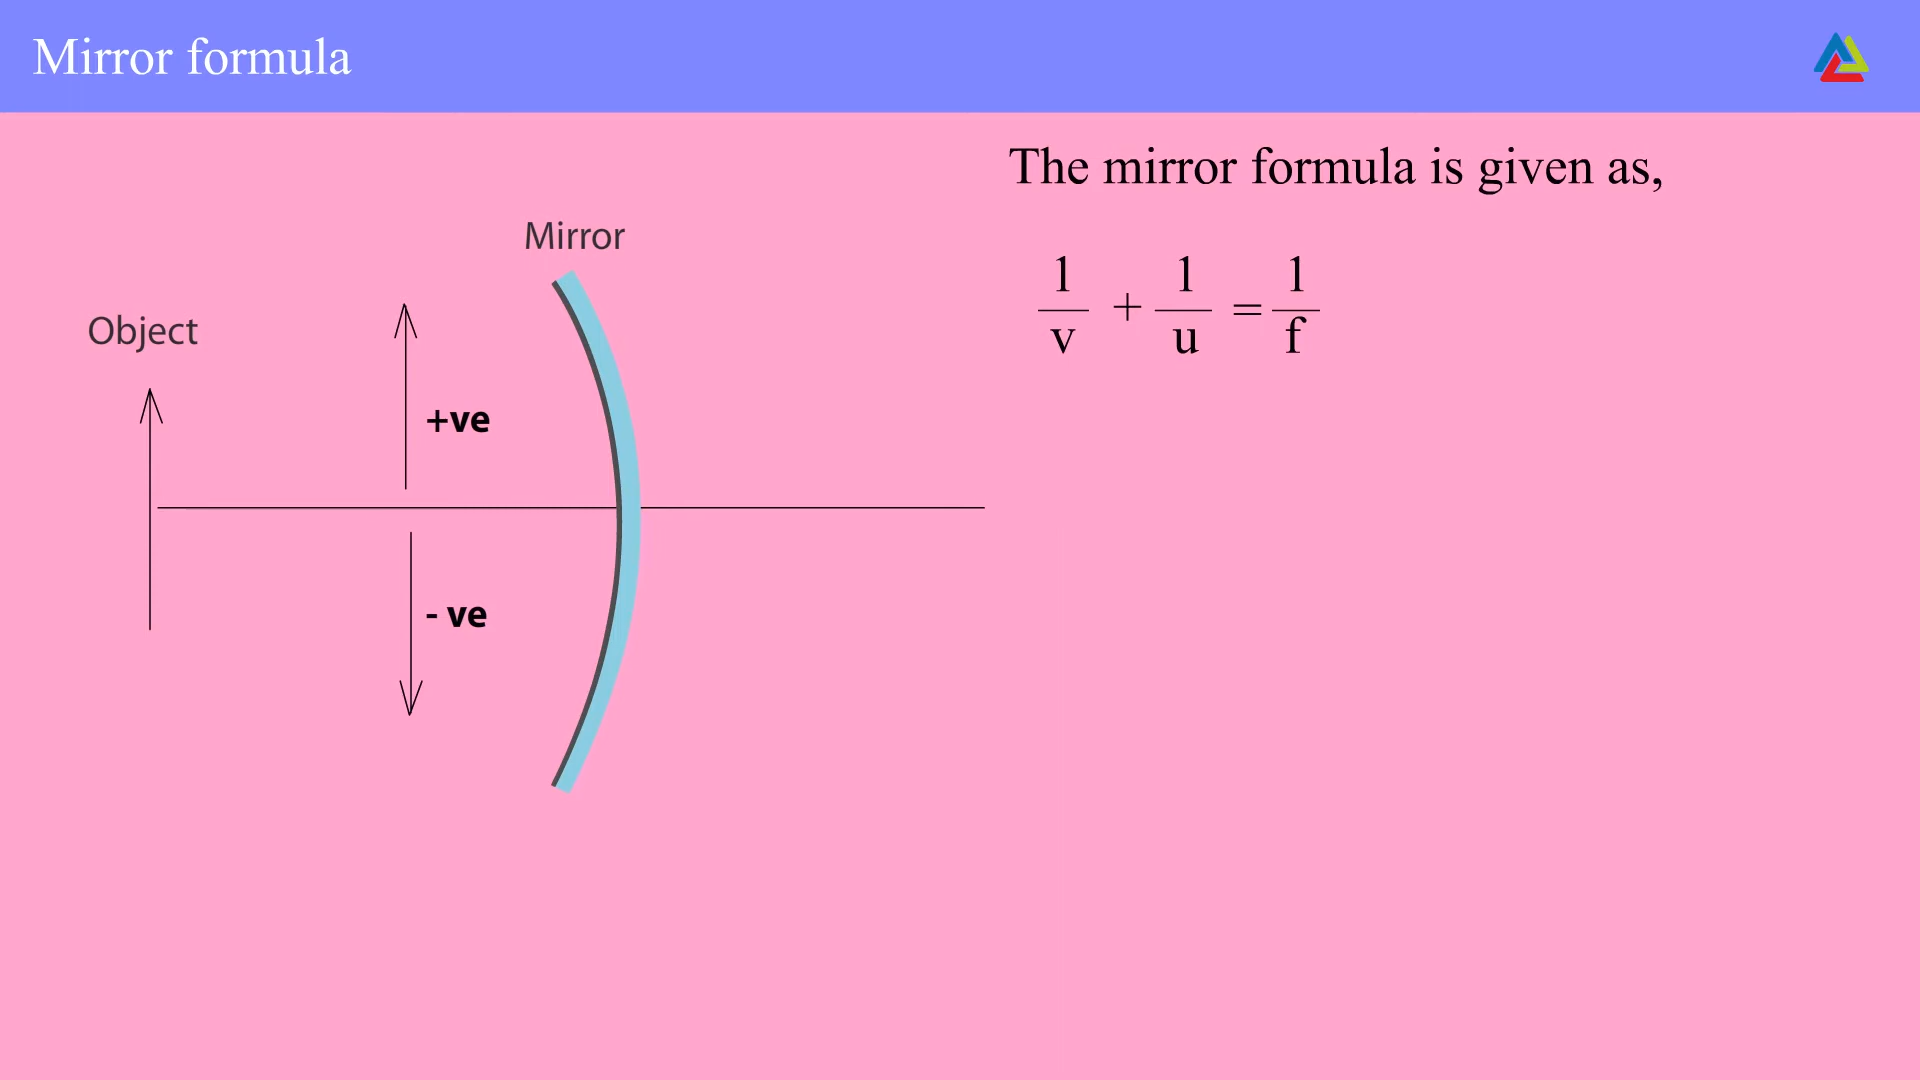 Mirror formula
The mirror formula is given as,
Mirror
Object
+ve
- ve
1/v + 1/u = 1/f